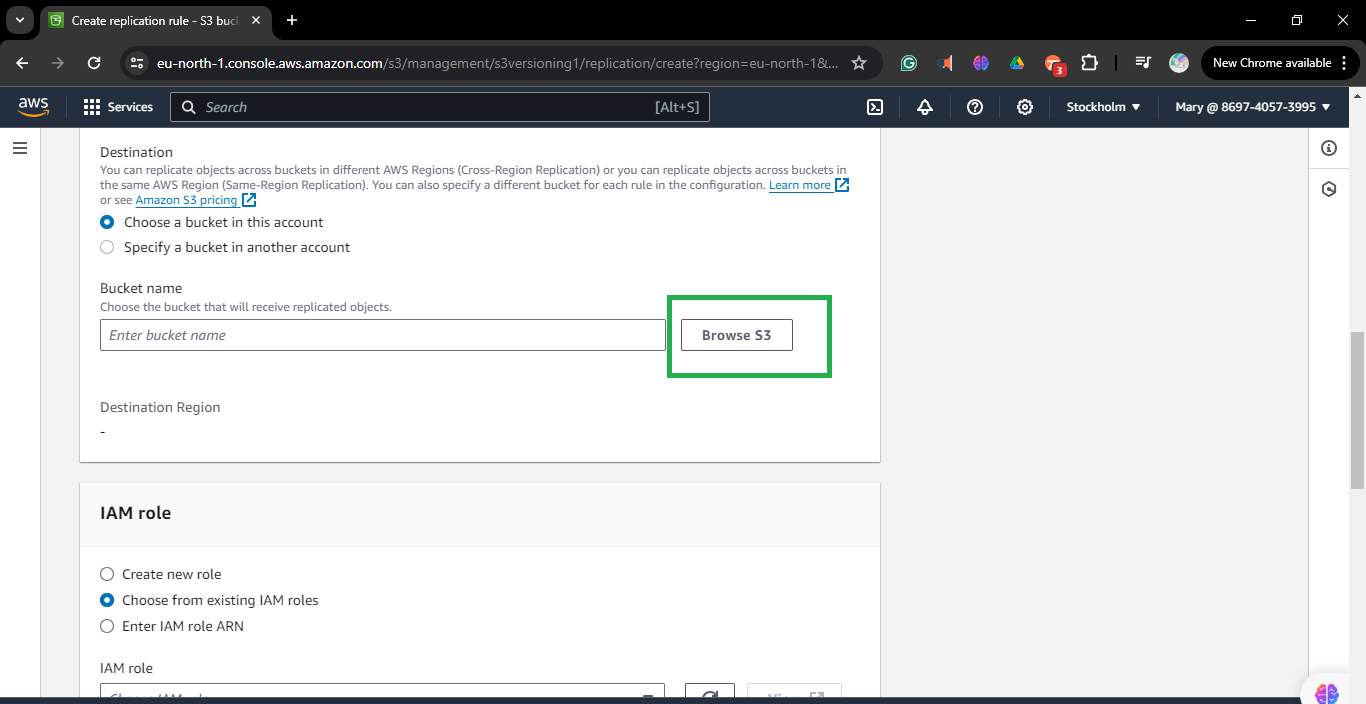 Create replication rule - S3 buc
eu-north-1.console.aws.amazon.com/s3/management/s3versioning1/replication/create?region=eu-north-1&...
3
New Chrome available
aws
Services
Search
[Alt+S]
Stockholm
Mary @ 8697-4057-3995
Destination
You can replicate objects across buckets in different AWS Regions (Cross-Region Replication) or you can replicate objects across buckets in
the same AWS Region (Same-Region Replication). You can also specify a different bucket for each rule in the configuration. Learn more
or see Amazon S3 pricing
Choose a bucket in this account
Specify a bucket in another account
Bucket name
Choose the bucket that will receive replicated objects.
Enter bucket name
Browse S3
Destination Region
-
IAM role
Create new role
Choose from existing IAM roles
Enter IAM role ARN
IAM role
Choose IAM role
View